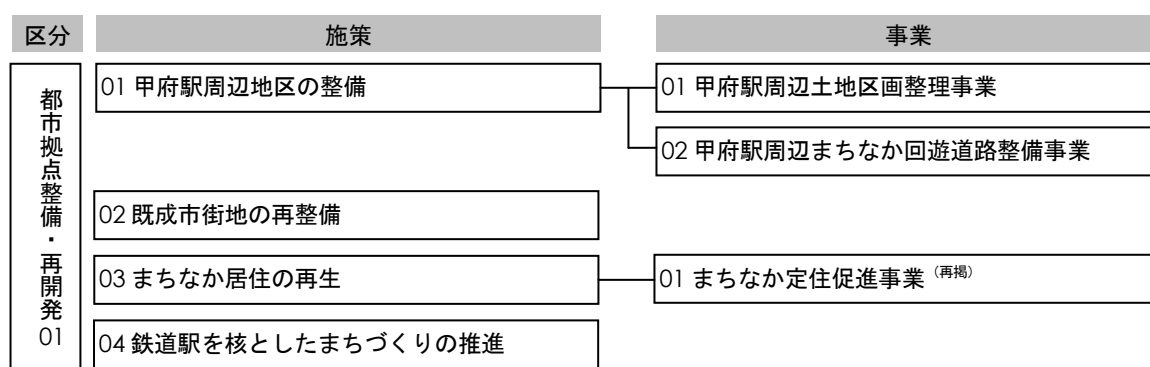 区分 施策 事業
都市拠点整備・再開発 01
01 甲府駅周辺地区の整備
01 甲府駅周辺土地区画整理事業
02 甲府駅周辺まちなか回遊道路整備事業
02 既成市街地の再整備
03 まちなか居住の再生
01 まちなか定住促進事業（再掲）
04 鉄道駅を核としたまちづくりの推進